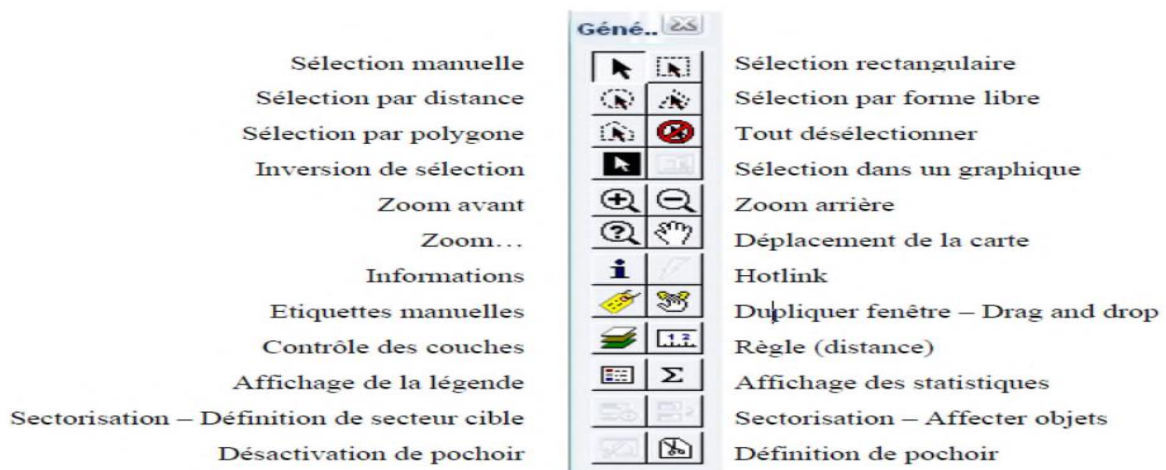 Géné..
Sélection manuelle Sélection rectangulaire
Sélection par distance Sélection par forme libre
Sélection par polygone Tout désélectionner
Inversion de sélection Sélection dans un graphique
Zoom avant Zoom arrière
Zoom… Déplacement de la carte
Informations Hotlink
Etiquettes manuelles Dupliquer fenêtre – Drag and drop
Contrôle des couches Règle (distance)
Affichage de la légende Affichage des statistiques
Sectorisation – Définition de secteur cible Sectorisation – Affecter objets
Désactivation de pochoir Définition de pochoir